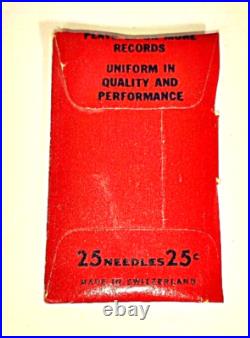 RECORDS
UNIFORM IN
QUALITY AND
PERFORMANCE
25 NEEDLES 25¢
MADE IN SWITZERLAND